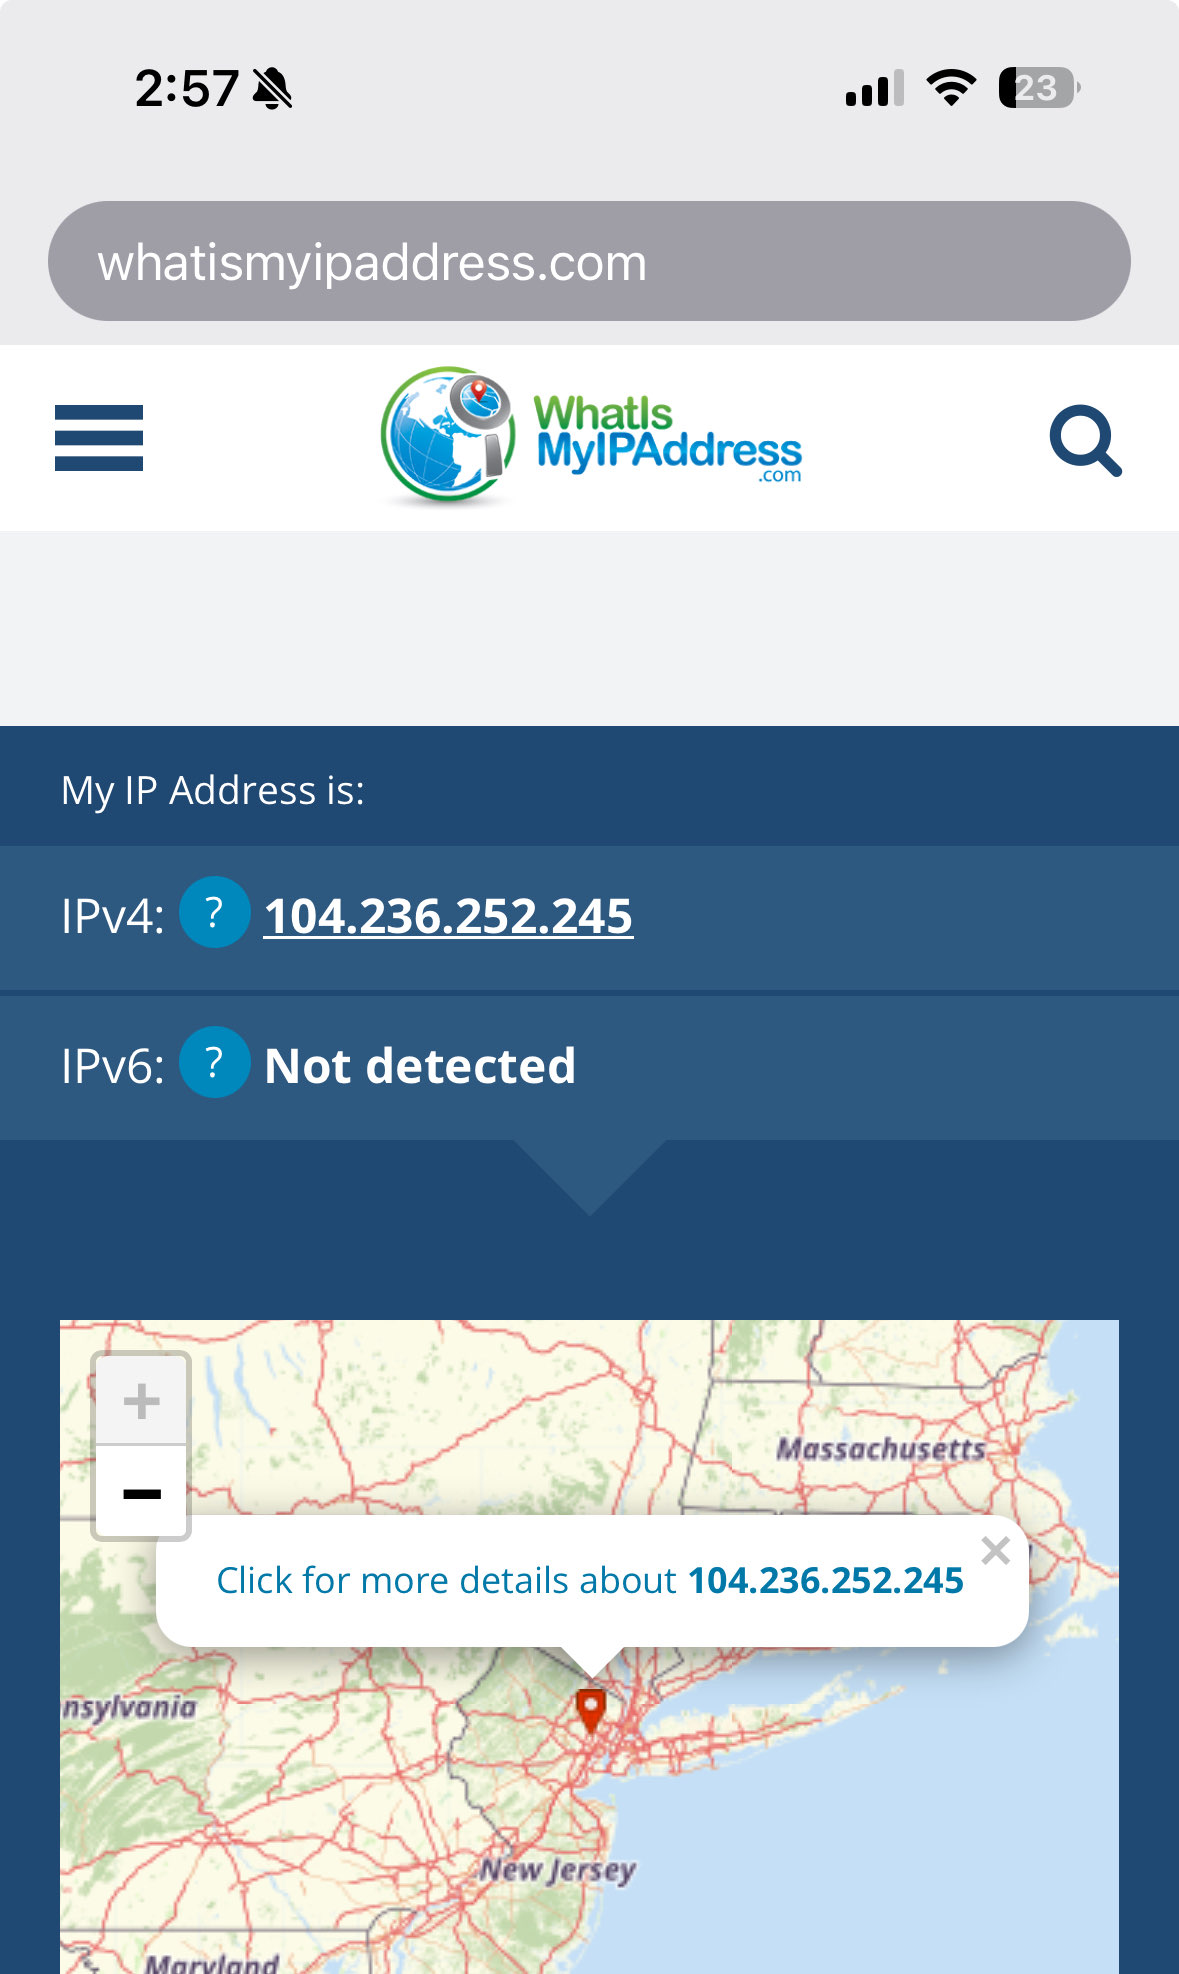 2:57
23
whatismyipaddress.com
WhatIs
MyIPAddress
.com
My IP Address is:
IPv4: ? 104.236.252.245
IPv6: ? Not detected
+
−
Massachusetts
×
Click for more details about 104.236.252.245
nsylvania
New Jersey
Maryland